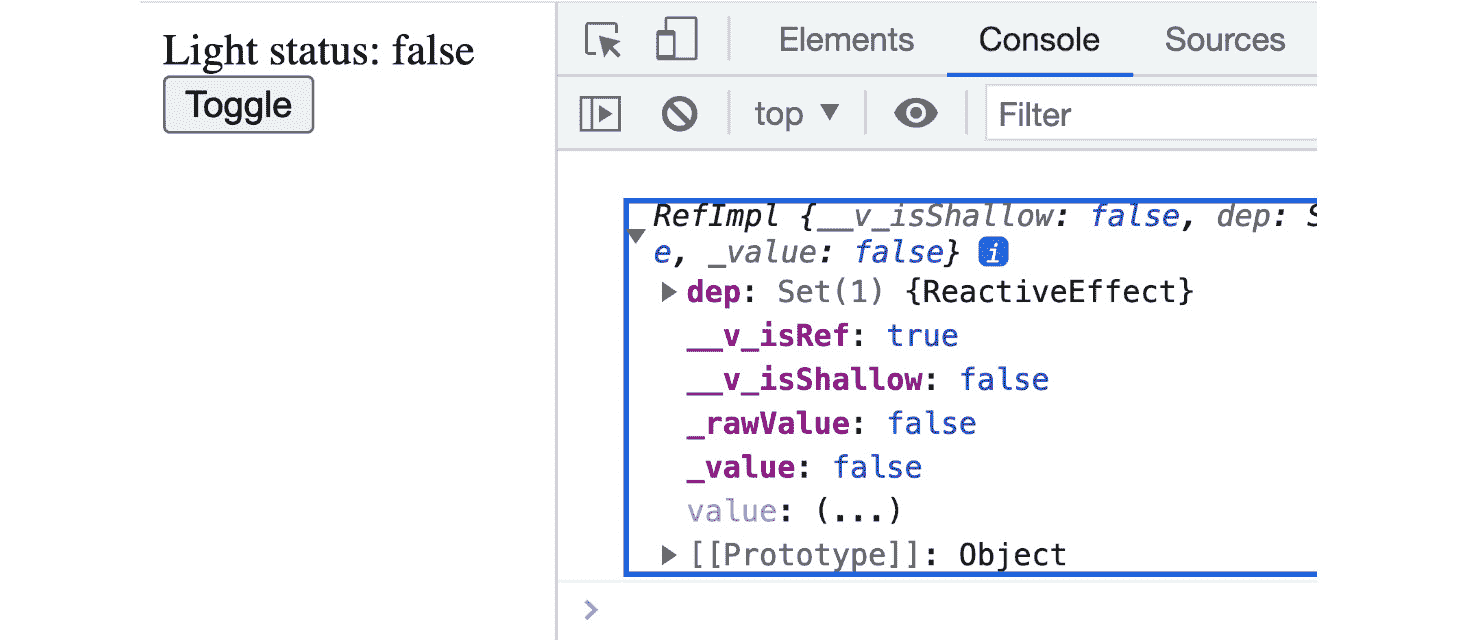 Light status: false
Toggle
Elements Console Sources
top ▼ Filter
RefImpl {__v_isShallow: false, dep: S
e, _value: false} i
dep: Set(1) {ReactiveEffect}
__v_isRef: true
__v_isShallow: false
_rawValue: false
_value: false
value: (...)
[[Prototype]]: Object
>